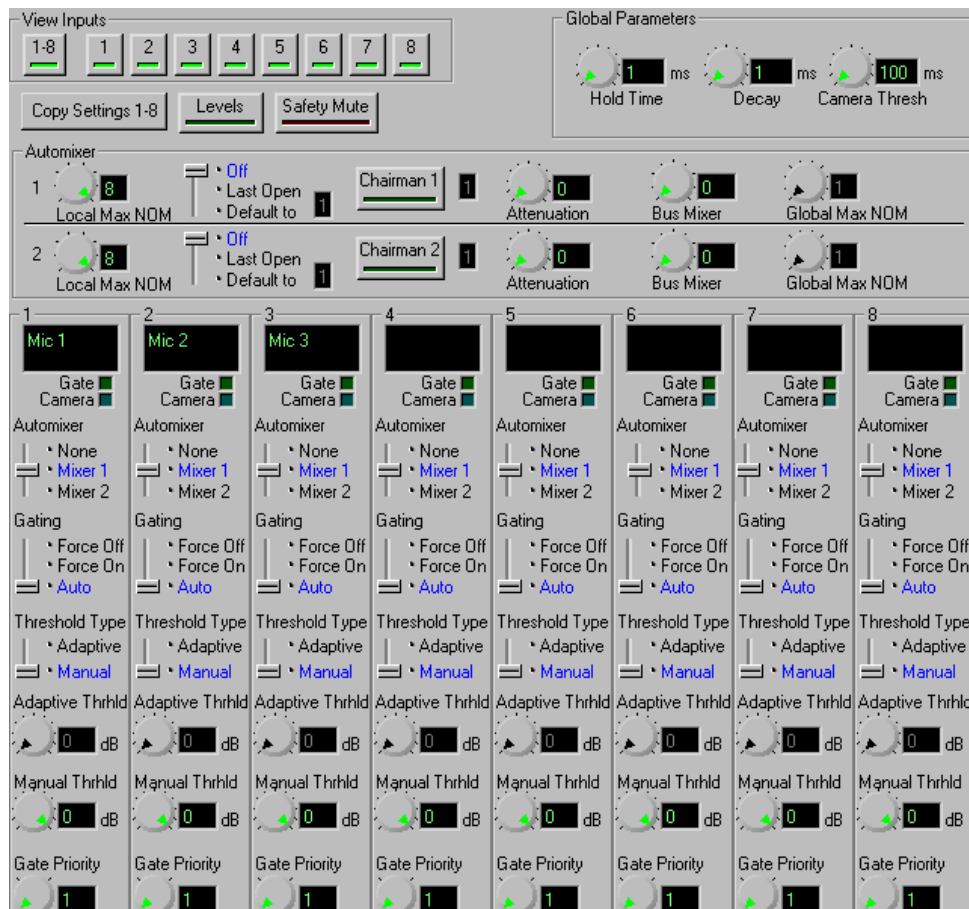 View Inputs
1-8 1 2 3 4 5 6 7 8
Global Parameters
1 ms 1 ms 100 ms
Hold Time Decay Camera Thresh
Copy Settings 1-8 Levels Safety Mute
Automixer
1 8 Off Chairman 1 1 0 0 1
Last Open
Local Max NOM Default to 1 Attenuation Bus Mixer Global Max NOM
2 8 Off Chairman 2 1 0 0 1
Last Open
Local Max NOM Default to 1 Attenuation Bus Mixer Global Max NOM
1 2 3 4 5 6 7 8
Mic 1 Mic 2 Mic 3
Gate Gate Gate Gate Gate Gate Gate Gate
Camera Camera Camera Camera Camera Camera Camera Camera
Automixer Automixer Automixer Automixer Automixer Automixer Automixer Automixer
None None None None None None None None
Mixer 1 Mixer 1 Mixer 1 Mixer 1 Mixer 1 Mixer 1 Mixer 1 Mixer 1
Mixer 2 Mixer 2 Mixer 2 Mixer 2 Mixer 2 Mixer 2 Mixer 2 Mixer 2
Gating Gating Gating Gating Gating Gating Gating Gating
Force Off Force Off Force Off Force Off Force Off Force Off Force Off Force Off
Force On Force On Force On Force On Force On Force On Force On Force On
Auto Auto Auto Auto Auto Auto Auto Auto
Threshold Type Threshold Type Threshold Type Threshold Type Threshold Type Threshold Type Threshold Type Threshold Type
Adaptive Adaptive Adaptive Adaptive Adaptive Adaptive Adaptive Adaptive
Manual Manual Manual Manual Manual Manual Manual Manual
Adaptive Thrhld Adaptive Thrhld Adaptive Thrhld Adaptive Thrhld Adaptive Thrhld Adaptive Thrhld Adaptive Thrhld Adaptive Thrhld
0 dB 0 dB 0 dB 0 dB 0 dB 0 dB 0 dB 0 dB
Manual Thrhld Manual Thrhld Manual Thrhld Manual Thrhld Manual Thrhld Manual Thrhld Manual Thrhld Manual Thrhld
0 dB 0 dB 0 dB 0 dB 0 dB 0 dB 0 dB 0 dB
Gate Priority Gate Priority Gate Priority Gate Priority Gate Priority Gate Priority Gate Priority Gate Priority
1 1 1 1 1 1 1 1